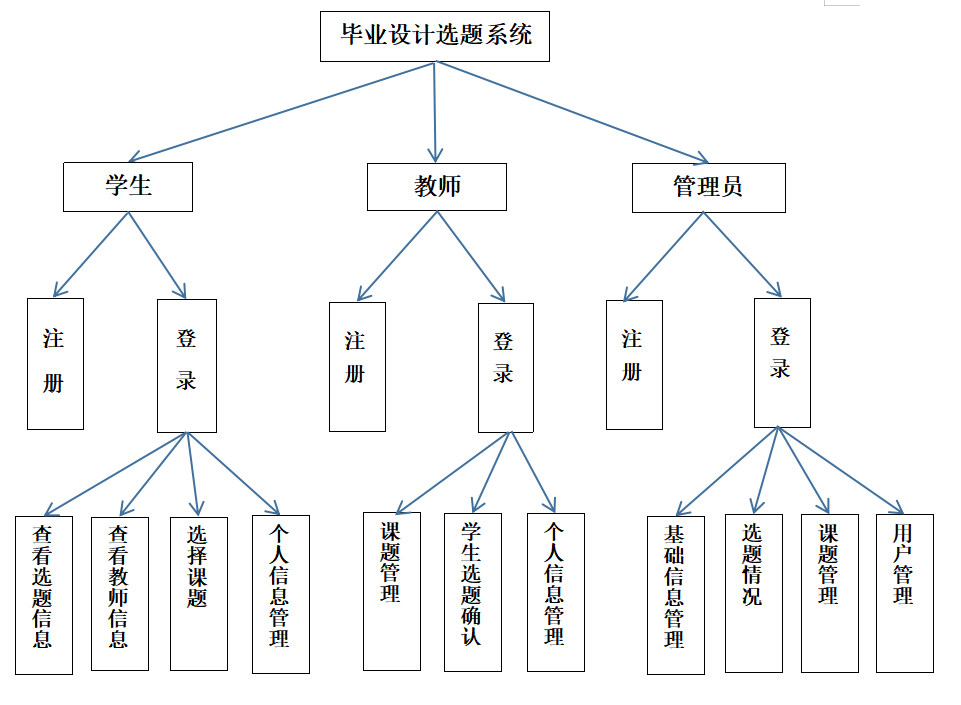 毕业设计选题系统
学生
教师
管理员
注册
登录
注册
登录
注册
登录
查看选题信息
查看教师信息
选择课题
个人信息管理
课题管理
学生选题确认
个人信息管理
基础信息管理
选题情况
课题管理
用户管理